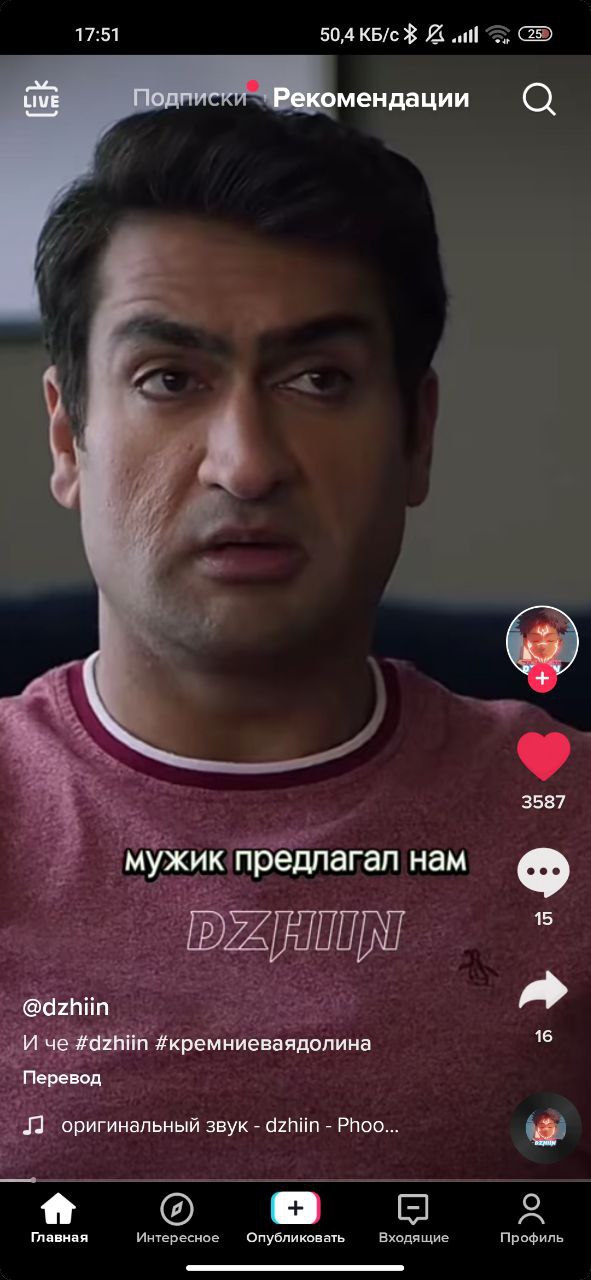 17:51
50,4 КБ/с
25
LIVE
Подписки
Рекомендации
3587
мужик предлагал нам
15
DZHIIN
@dzhiin
И че #dzhiin #кремниеваядолина
16
Перевод
оригинальный звук - dzhiin - Phoo...
Главная
Интересное
Опубликовать
Входящие
Профиль